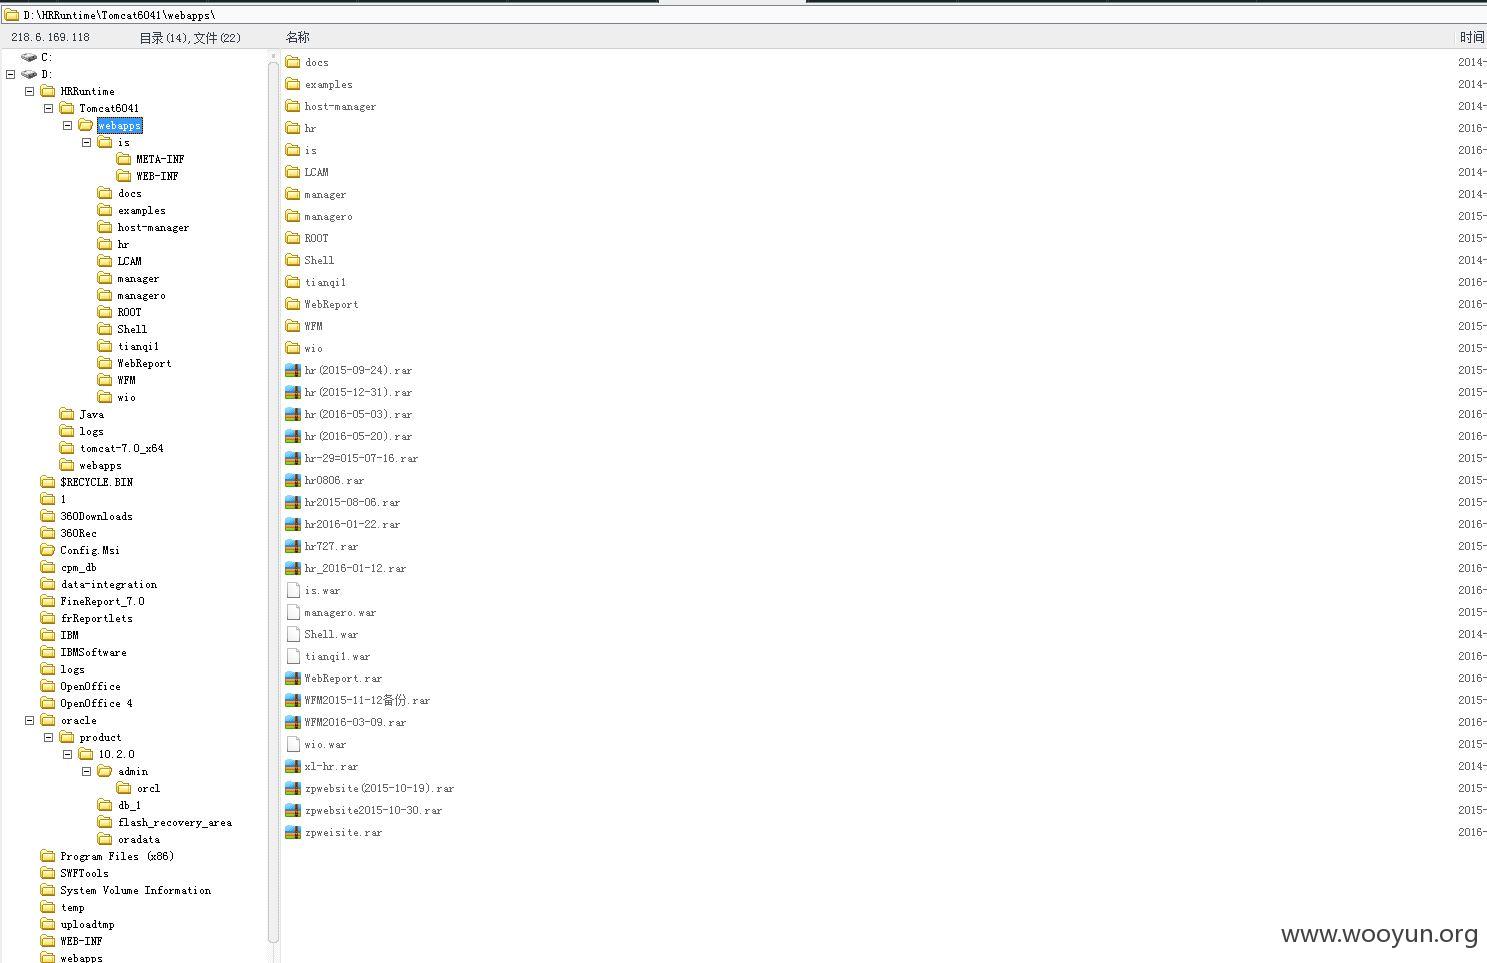 D:\HRRuntime\Tomcat6041\webapps\
218.6.169.118 目录(14),文件(22)
C:
D:
HRRuntime
Tomcat6041
webapps
is
META-INF
WEB-INF
docs
examples
host-manager
hr
LCAM
manager
managero
ROOT
Shell
tianqi1
WebReport
WFM
wio
Java
logs
tomcat-7.0_x64
webapps
$RECYCLE.BIN
1
360Downloads
360Rec
Config.Msi
cpm_db
data-integration
FineReport_7.0
frReportlets
IBM
IBMSoftware
logs
OpenOffice
OpenOffice 4
oracle
product
10.2.0
admin
orcl
db_1
flash_recovery_area
oradata
Program Files (x86)
SWFTools
System Volume Information
temp
uploadtmp
WEB-INF
webapps
名称 时间
docs 2014-
examples 2014-
host-manager 2014-
hr 2016-
is 2016-
LCAM 2014-
manager 2014-
managero 2015-
ROOT 2015-
Shell 2014-
tianqi1 2016-
WebReport 2016-
WFM 2015-
wio 2015-
hr(2015-09-24).rar 2015-
hr(2015-12-31).rar 2015-
hr(2016-05-03).rar 2016-
hr(2016-05-20).rar 2016-
hr-29=015-07-16.rar 2015-
hr0806.rar 2015-
hr2015-08-06.rar 2015-
hr2016-01-22.rar 2016-
hr727.rar 2015-
hr_2016-01-12.rar 2016-
is.war 2016-
managero.war 2015-
Shell.war 2014-
tianqi1.war 2016-
WebReport.rar 2016-
WFM2015-11-12备份.rar 2015-
WFM2016-03-09.rar 2016-
wio.war 2015-
xl-hr.rar 2014-
zpwebsite(2015-10-19).rar 2015-
zpwebsite2015-10-30.rar 2015-
zpweisite.rar 2016-
www.wooyun.org